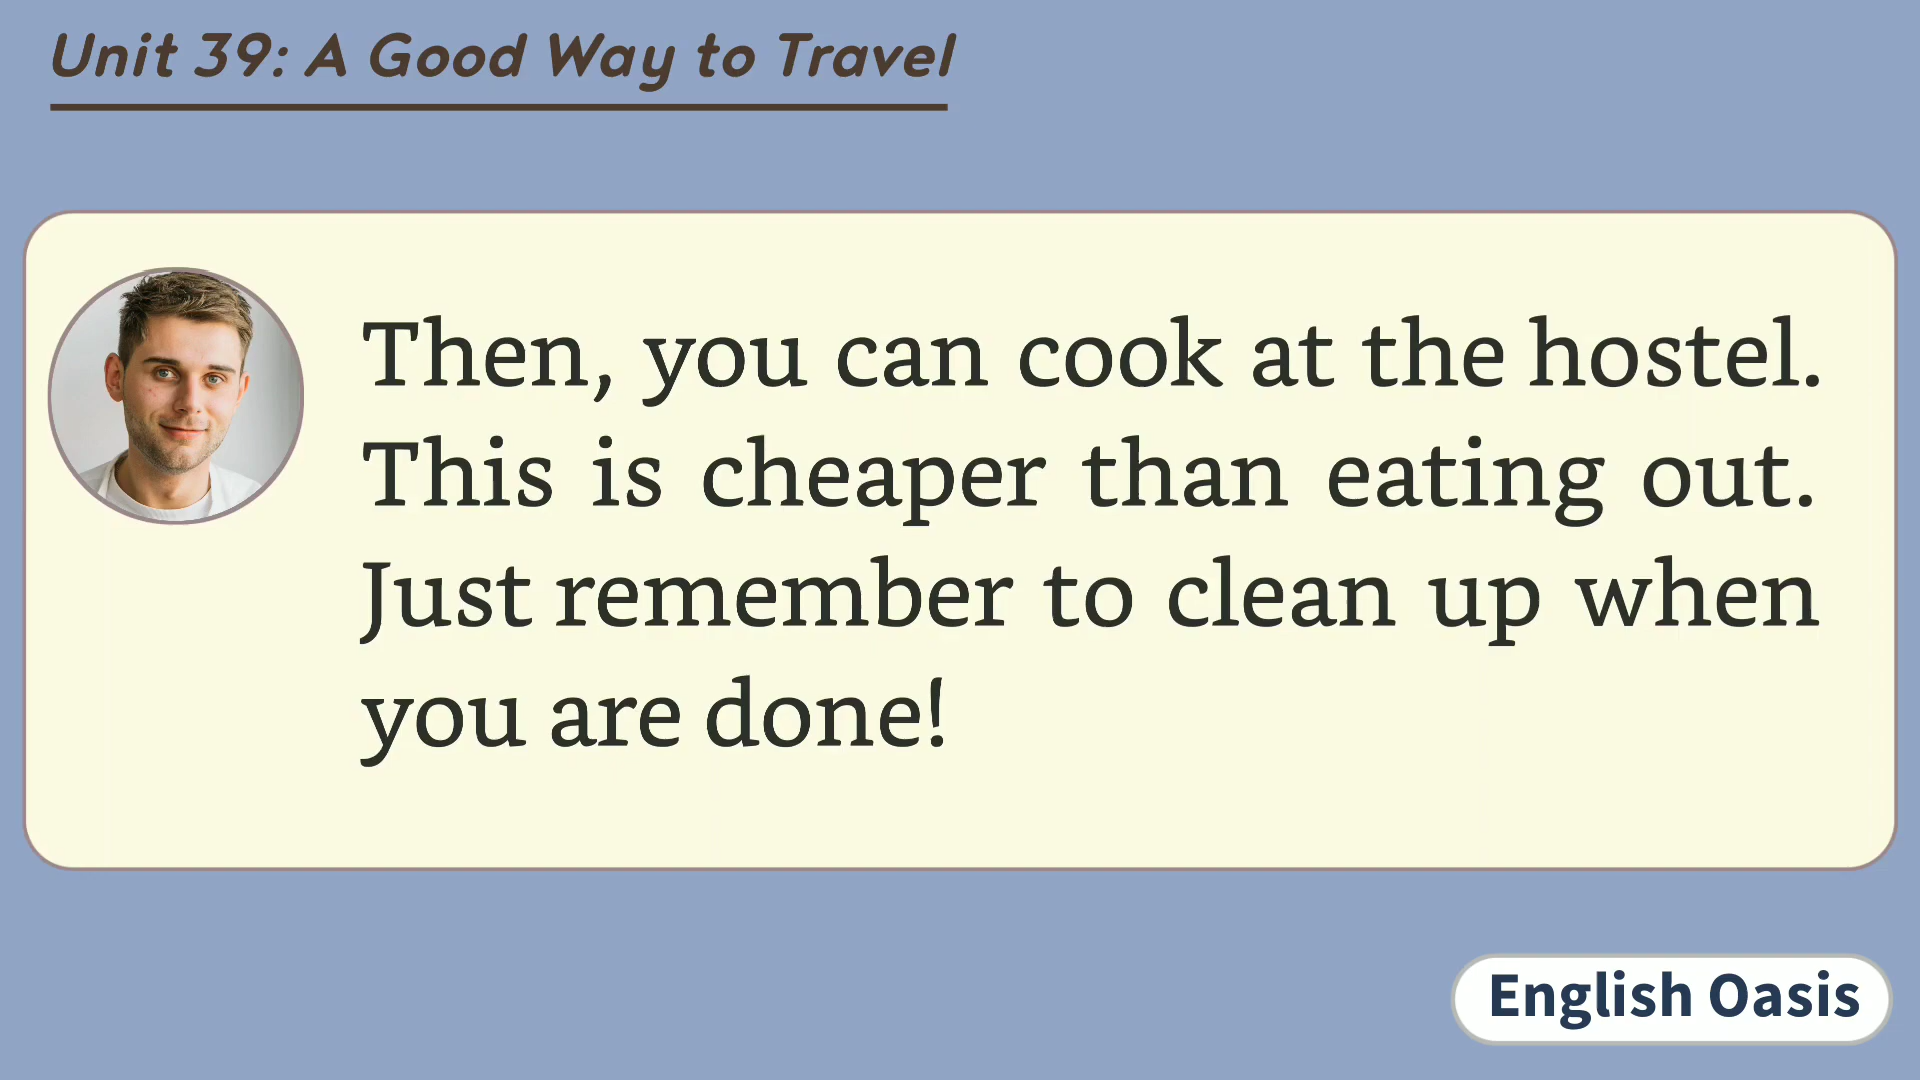 Unit 39: A Good Way to Travel
Then, you can cook at the hostel.
This is cheaper than eating out.
Just remember to clean up when
you are done!
English Oasis